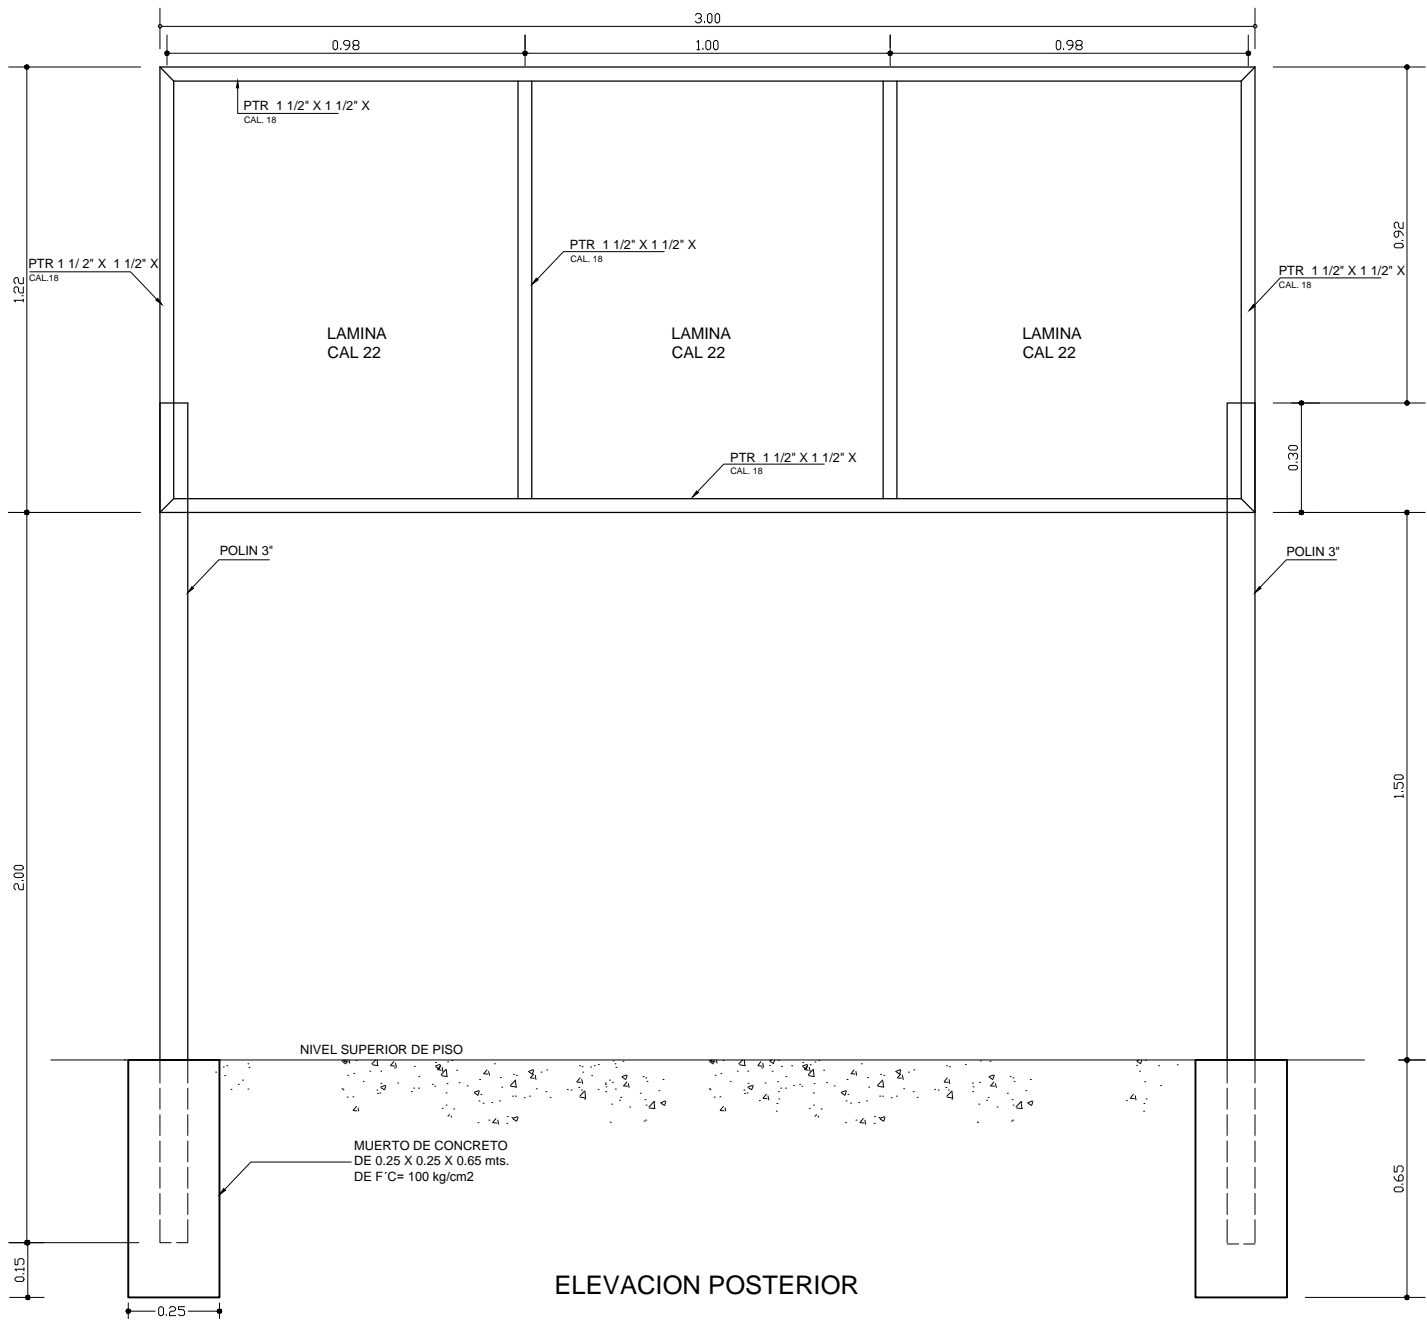 3.00
0.98
1.00
0.98
PTR 1 1/2" X 1 1/2" X
CAL. 18
0.92
PTR 1 1/2" X 1 1/2" X
CAL. 18
PTR 1 1/ 2" X 1 1/2" X
CAL.18
PTR 1 1/2" X 1 1/2" X
CAL. 18
1.22
LAMINA
CAL 22
LAMINA
CAL 22
LAMINA
CAL 22
PTR 1 1/2" X 1 1/2" X
CAL. 18
0.30
POLIN 3"
POLIN 3"
1.50
2.00
NIVEL SUPERIOR DE PISO
MUERTO DE CONCRETO
DE 0.25 X 0.25 X 0.65 mts.
DE F´C= 100 kg/cm2
0.65
0.15
ELEVACION POSTERIOR
0.25